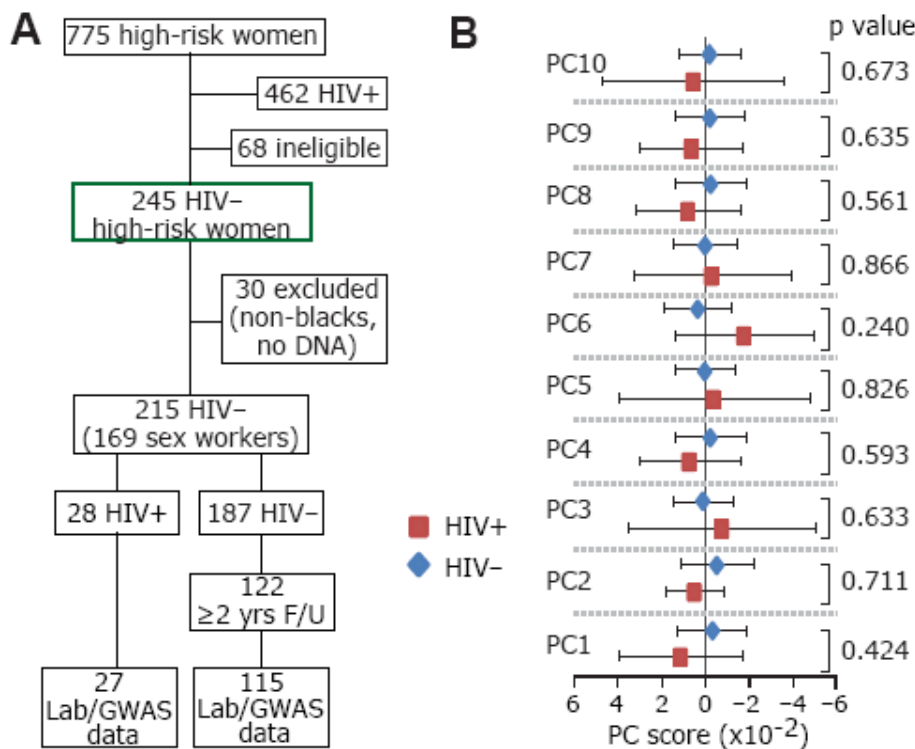 A
775 high-risk women
462 HIV+
68 ineligible
245 HIV–
high-risk women
30 excluded
(non-blacks,
no DNA)
215 HIV–
(169 sex workers)
28 HIV+
187 HIV–
122
≥2 yrs F/U
27
Lab/GWAS
data
115
Lab/GWAS
data
B
p value
PC10
0.673
PC9
0.635
PC8
0.561
PC7
0.866
PC6
0.240
PC5
0.826
PC4
0.593
PC3
0.633
PC2
0.711
PC1
0.424
HIV+
HIV–
6 4 2 0 −2 −4 −6
PC score (x10⁻²)